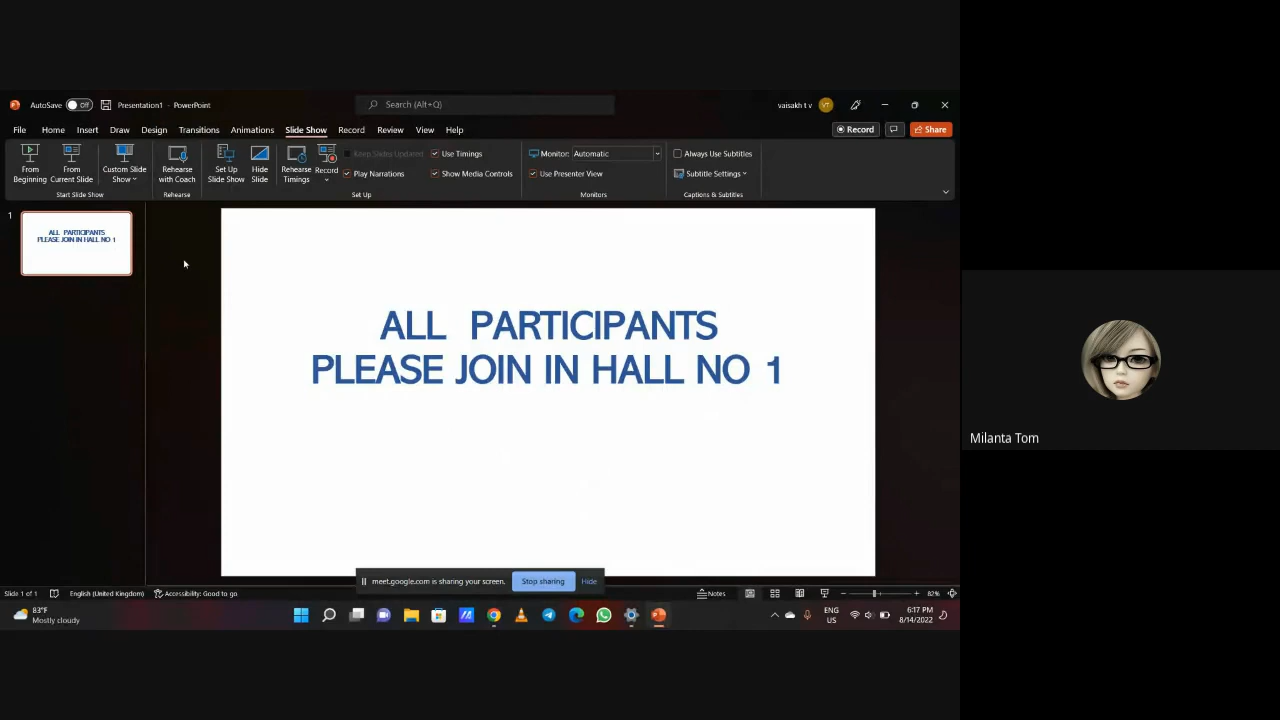 AutoSave Off Presentation1 - PowerPoint Search (Alt+Q) vaisakh t v VT
File Home Insert Draw Design Transitions Animations Slide Show Record Review View Help Record Share
From Beginning
From Current Slide
Custom Slide Show
Rehearse with Coach
Set Up Slide Show
Hide Slide
Rehearse Timings
Record
Keep Slides Updated
Play Narrations
Use Timings
Show Media Controls
Monitor: Automatic
Use Presenter View
Always Use Subtitles
Subtitle Settings
Start Slide Show Rehearse Set Up Monitors Captions & Subtitles
1
ALL PARTICIPANTS
PLEASE JOIN IN HALL NO 1
ALL PARTICIPANTS
PLEASE JOIN IN HALL NO 1
Milanta Tom
meet.google.com is sharing your screen. Stop sharing Hide
Slide 1 of 1 English (United Kingdom) Accessibility: Good to go Notes 82%
83°F
Mostly cloudy
ENG
US
6:17 PM
8/14/2022